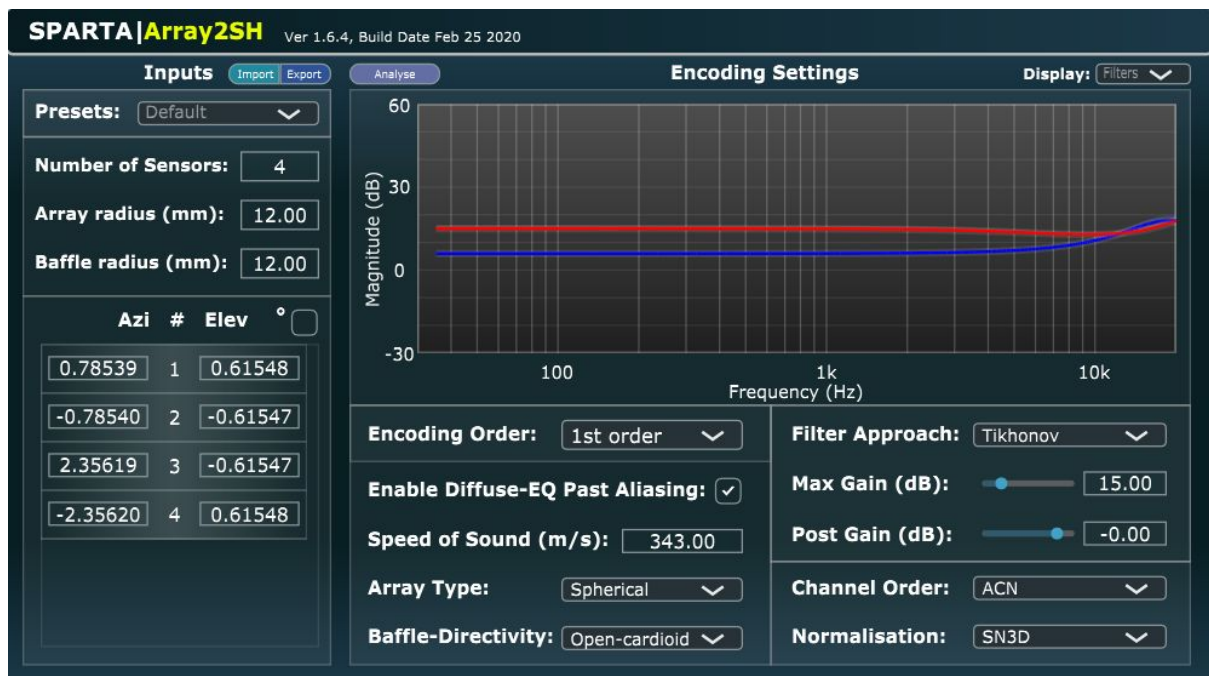 SPARTA|Array2SH Ver 1.6.4, Build Date Feb 25 2020
Inputs Import Export
Presets: Default
Number of Sensors: 4
Array radius (mm): 12.00
Baffle radius (mm): 12.00
Azi # Elev °
0.78539 1 0.61548
-0.78540 2 -0.61547
2.35619 3 -0.61547
-2.35620 4 0.61548
Analyse Encoding Settings Display: Filters
60
30
0
-30
Magnitude (dB)
100 1k 10k
Frequency (Hz)
Encoding Order: 1st order
Enable Diffuse-EQ Past Aliasing:
Speed of Sound (m/s): 343.00
Array Type: Spherical
Baffle-Directivity: Open-cardioid
Filter Approach: Tikhonov
Max Gain (dB): 15.00
Post Gain (dB): -0.00
Channel Order: ACN
Normalisation: SN3D